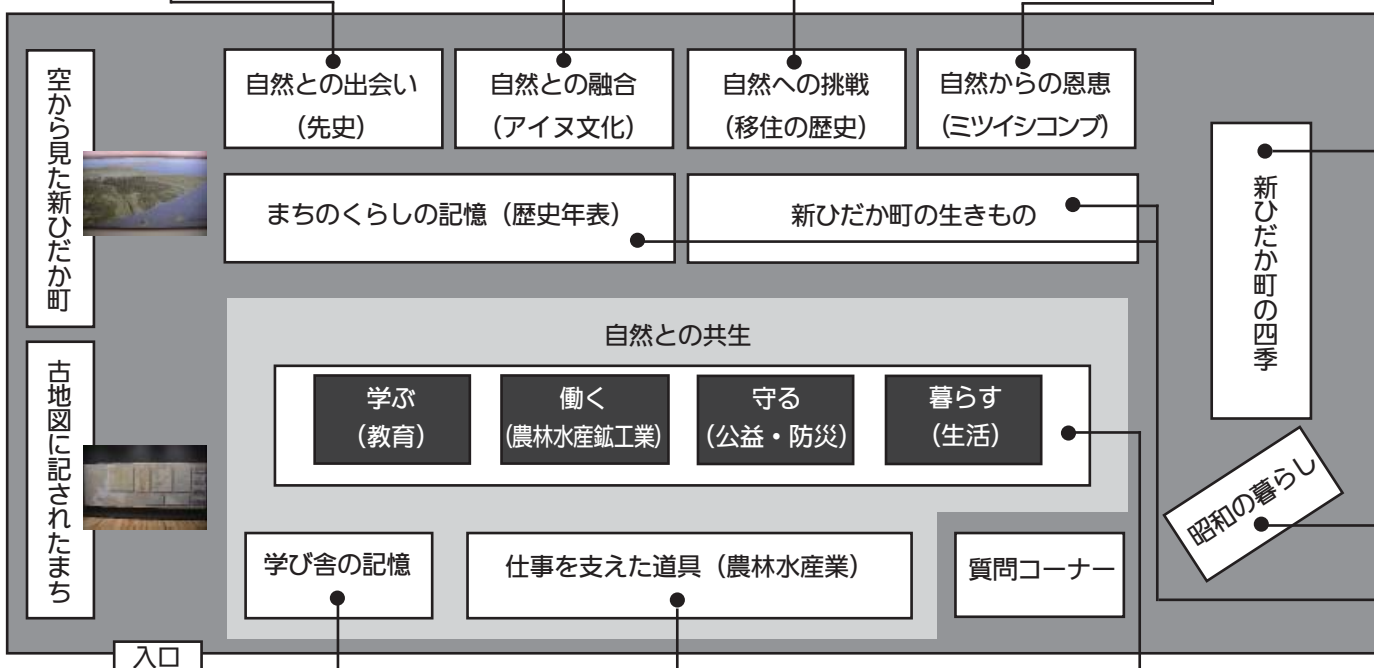 空から見た新ひだか町
自然との出会い
(先史)
自然との融合
(アイヌ文化)
自然への挑戦
(移住の歴史)
自然からの恩恵
(ミツイシコンブ)
まちのくらしの記憶(歴史年表)
新ひだか町の生きもの
新ひだか町の四季
古地図に記されたまち
自然との共生
学ぶ
(教育)
働く
(農林水産鉱工業)
守る
(公益・防災)
暮らす
(生活)
昭和の暮らし
学び舎の記憶
仕事を支えた道具(農林水産業)
質問コーナー
入口